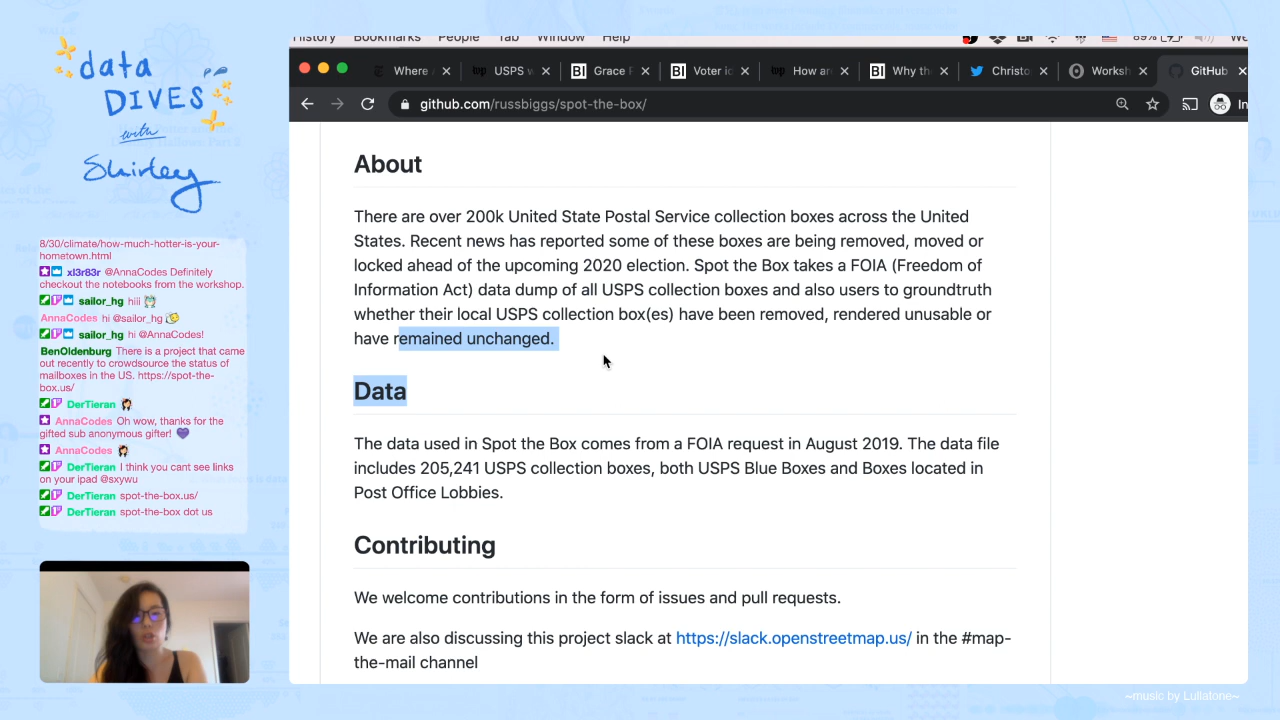 data
DIVES
with
Shirley
8/30/climate/how-much-hotter-is-your-
hometown.html
xl3r83r @AnnaCodes Definitely
checkout the notebooks from the workshop.
sailor_hg hiii
AnnaCodes hi @sailor_hg
sailor_hg hi @AnnaCodes!
BenOldenburg There is a project that came
out recently to crowdsource the status of
mailboxes in the US. https://spot-the-
box.us/
DerTieran
AnnaCodes Oh wow, thanks for the
gifted sub anonymous gifter!
AnnaCodes
DerTieran I think you cant see links
on your ipad @sxywu
DerTieran spot-the-box.us/
DerTieran spot-the-box dot us
History Bookmarks People Tab Window Help 89%
Where USPS w BI Grace BI Voter ic How ar BI Why th Christo Worksh GitHub
github.com/russbiggs/spot-the-box/ In
About
There are over 200k United State Postal Service collection boxes across the United
States. Recent news has reported some of these boxes are being removed, moved or
locked ahead of the upcoming 2020 election. Spot the Box takes a FOIA (Freedom of
Information Act) data dump of all USPS collection boxes and also users to groundtruth
whether their local USPS collection box(es) have been removed, rendered unusable or
have remained unchanged.
Data
The data used in Spot the Box comes from a FOIA request in August 2019. The data file
includes 205,241 USPS collection boxes, both USPS Blue Boxes and Boxes located in
Post Office Lobbies.
Contributing
We welcome contributions in the form of issues and pull requests.
We are also discussing this project slack at https://slack.openstreetmap.us/ in the #map-
the-mail channel
~music by Lullatone~